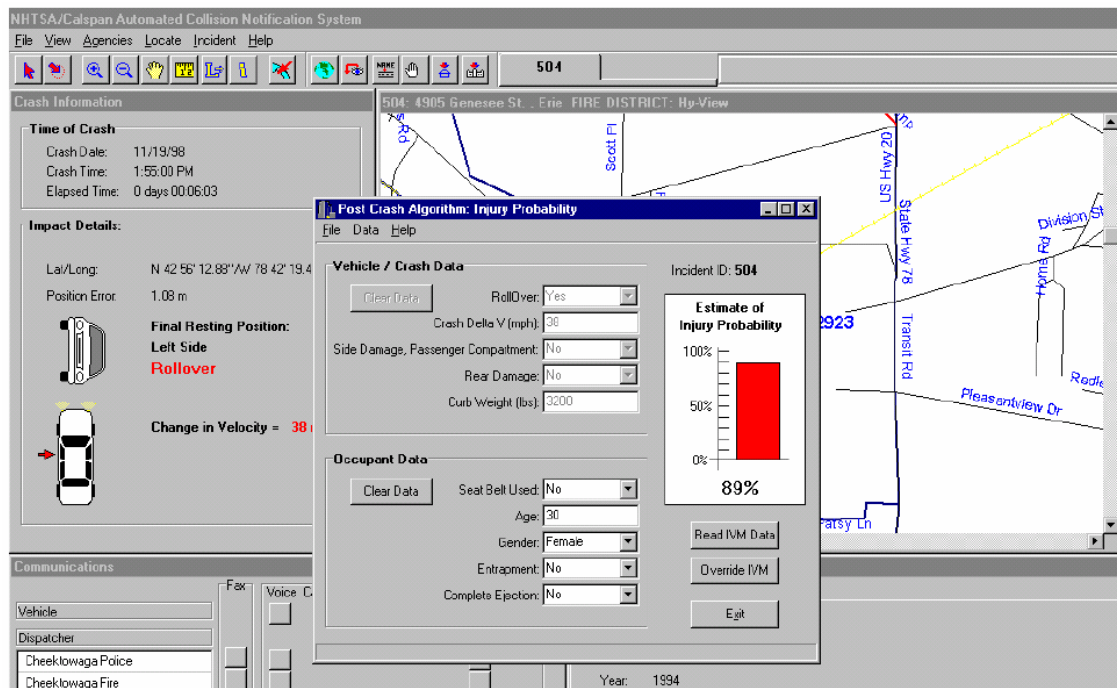 NHTSA/Calspan Automated Collision Notification System
File View Agencies Locate Incident Help
NAME
504
Crash Information
504: 4905 Genesee St. , Erie FIRE DISTRICT: Hy-View
Time of Crash
Crash Date: 11/19/98
Crash Time: 1:55:00 PM
Elapsed Time: 0 days 00:06:03
Impact Details:
Lat/Long: N 42 56' 12.88"/W 78 42' 19.4
Position Error: 1.08 m
Final Resting Position:
Left Side
Rollover
Change in Velocity = 38
s Rd
Scott Pl
US Hwy 20
State Hwy 78
Transit Rd
Division St
Home Rd
2923
Pleasantview Dr
Patsy Ln
Post Crash Algorithm: Injury Probability
File Data Help
Vehicle / Crash Data
Clear Data
RollOver: Yes
Crash Delta V (mph): 38
Side Damage, Passenger Compartment: No
Rear Damage: No
Curb Weight (lbs): 3200
Occupant Data
Clear Data
Seat Belt Used: No
Age: 30
Gender: Female
Entrapment: No
Complete Ejection: No
Incident ID: 504
Estimate of
Injury Probability
100%
50%
0%
89%
Read IVM Data
Override IVM
Exit
Communications
Fax
Voice
Vehicle
Dispatcher
Cheektowaga Police
Cheektowaga Fire
Year: 1994